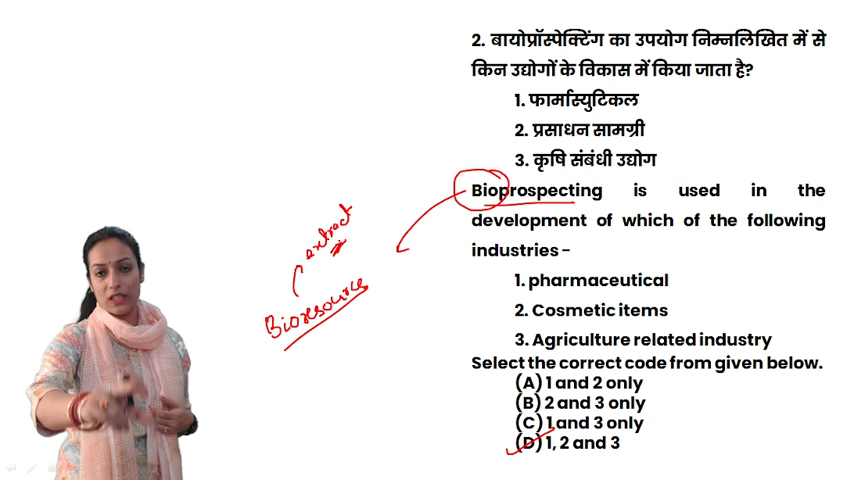 2. बायोप्रॉस्पेक्टिंग का उपयोग निम्नलिखित में से
किन उद्योगों के विकास में किया जाता है?
1. फार्मास्युटिकल
2. प्रसाधन सामग्री
3. कृषि संबंधी उद्योग
Bioprospecting is used in the
development of which of the following
industries -
1. pharmaceutical
2. Cosmetic items
3. Agriculture related industry
Select the correct code from given below.
(A) 1 and 2 only
(B) 2 and 3 only
(C) 1 and 3 only
(D) 1, 2 and 3
extract
Bioresource